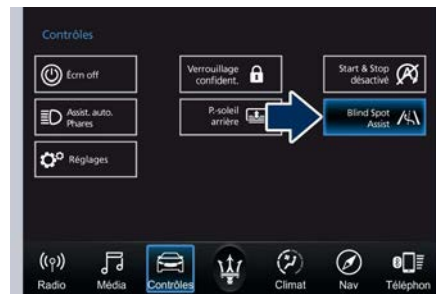 Contrôles
Écrn off
Verrouillage
confident.
Start & Stop
désactivé
Assist. auto.
Phares
P.-soleil
arrière
Blind Spot
Assist
Réglages
Radio
Média
Contrôles
Climat
Nav
Téléphon